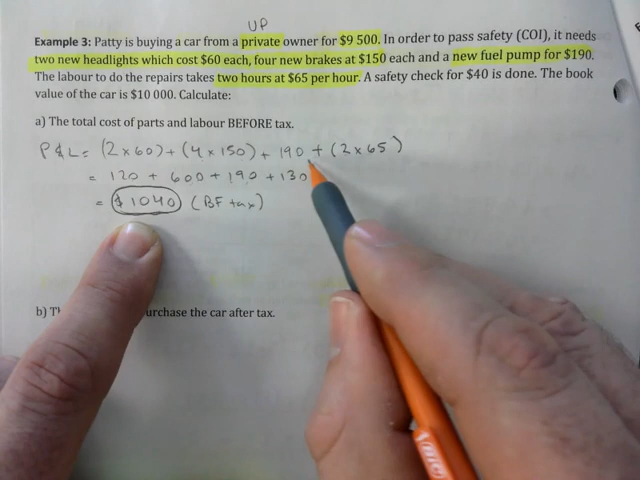 UP
Example 3: Patty is buying a car from a private owner for $9 500. In order to pass safety (COI), it needs
two new headlights which cost $60 each, four new brakes at $150 each and a new fuel pump for $190.
The labour to do the repairs takes two hours at $65 per hour. A safety check for $40 is done. The book
value of the car is $10 000. Calculate:
a) The total cost of parts and labour BEFORE tax.
P & L = (2 x 60) + (4 x 150) + 190 + (2 x 65)
= 120 + 600 + 190 + 130
= $1040 (BF tax)
b) urchase the car after tax.
BIC